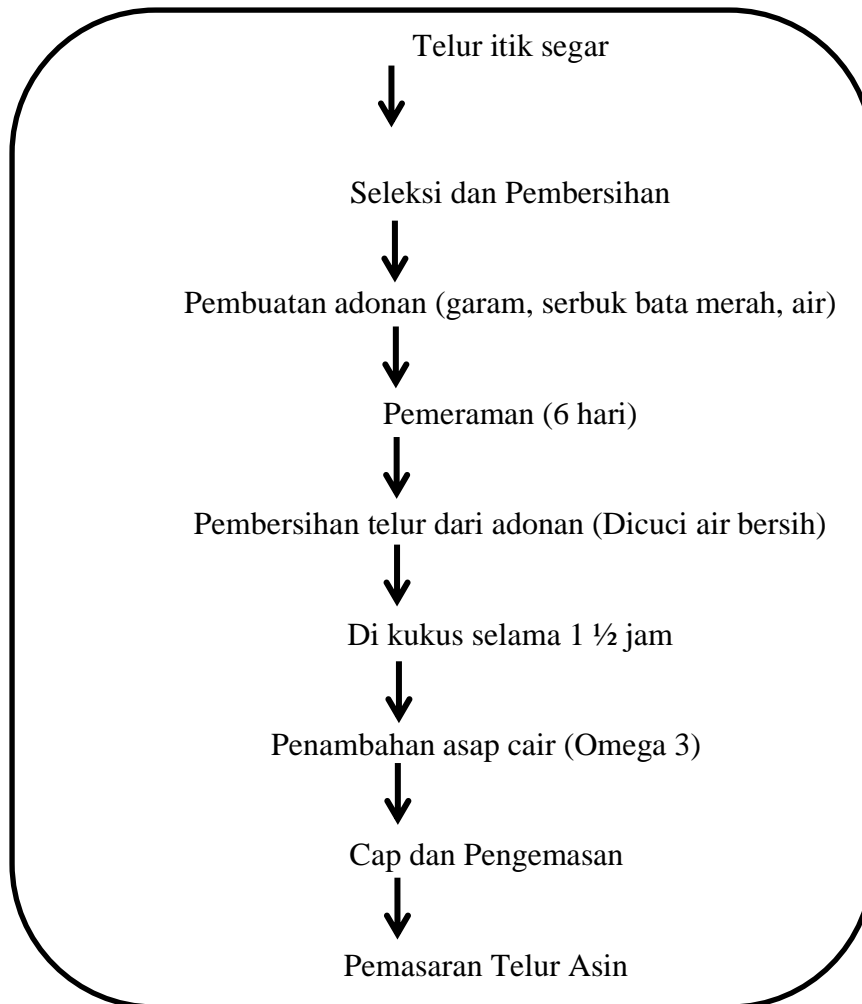 Telur itik segar
Seleksi dan Pembersihan
Pembuatan adonan (garam, serbuk bata merah, air)
Pemeraman (6 hari)
Pembersihan telur dari adonan (Dicuci air bersih)
Di kukus selama 1 ½ jam
Penambahan asap cair (Omega 3)
Cap dan Pengemasan
Pemasaran Telur Asin